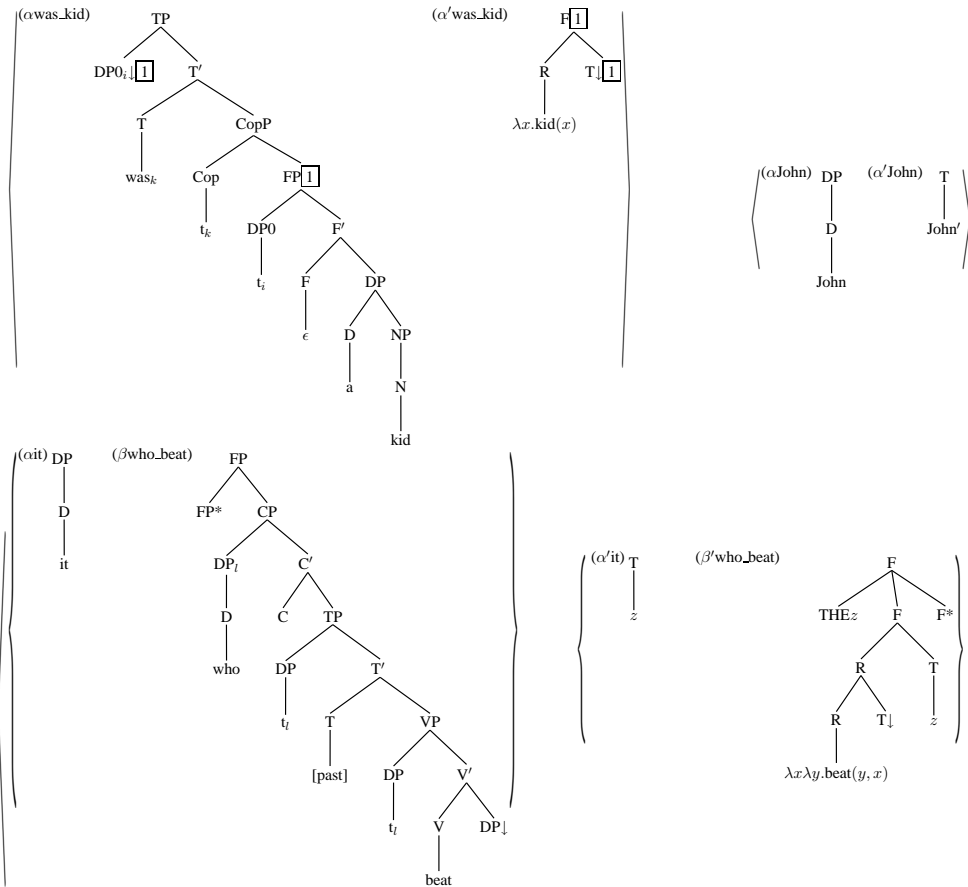 (αwas_kid) TP (α′was_kid) F 1
DP0ᵢ↓ 1 T′ R T↓ 1
T CopP λx.kid(x)
wasₖ Cop FP 1 (αJohn) DP (α′John) T
tₖ DP0 F′ D John′
tᵢ F DP John
ϵ D NP
a N
kid
(αit) DP (βwho_beat) FP
D FP* CP
it DPₗ C′ (α′it) T (β′who_beat) F
D C TP z THEz F F*
who DP T′ R T
tₗ T VP R T↓ z
[past] DP V′ λxλy.beat(y, x)
tₗ V DP↓
beat